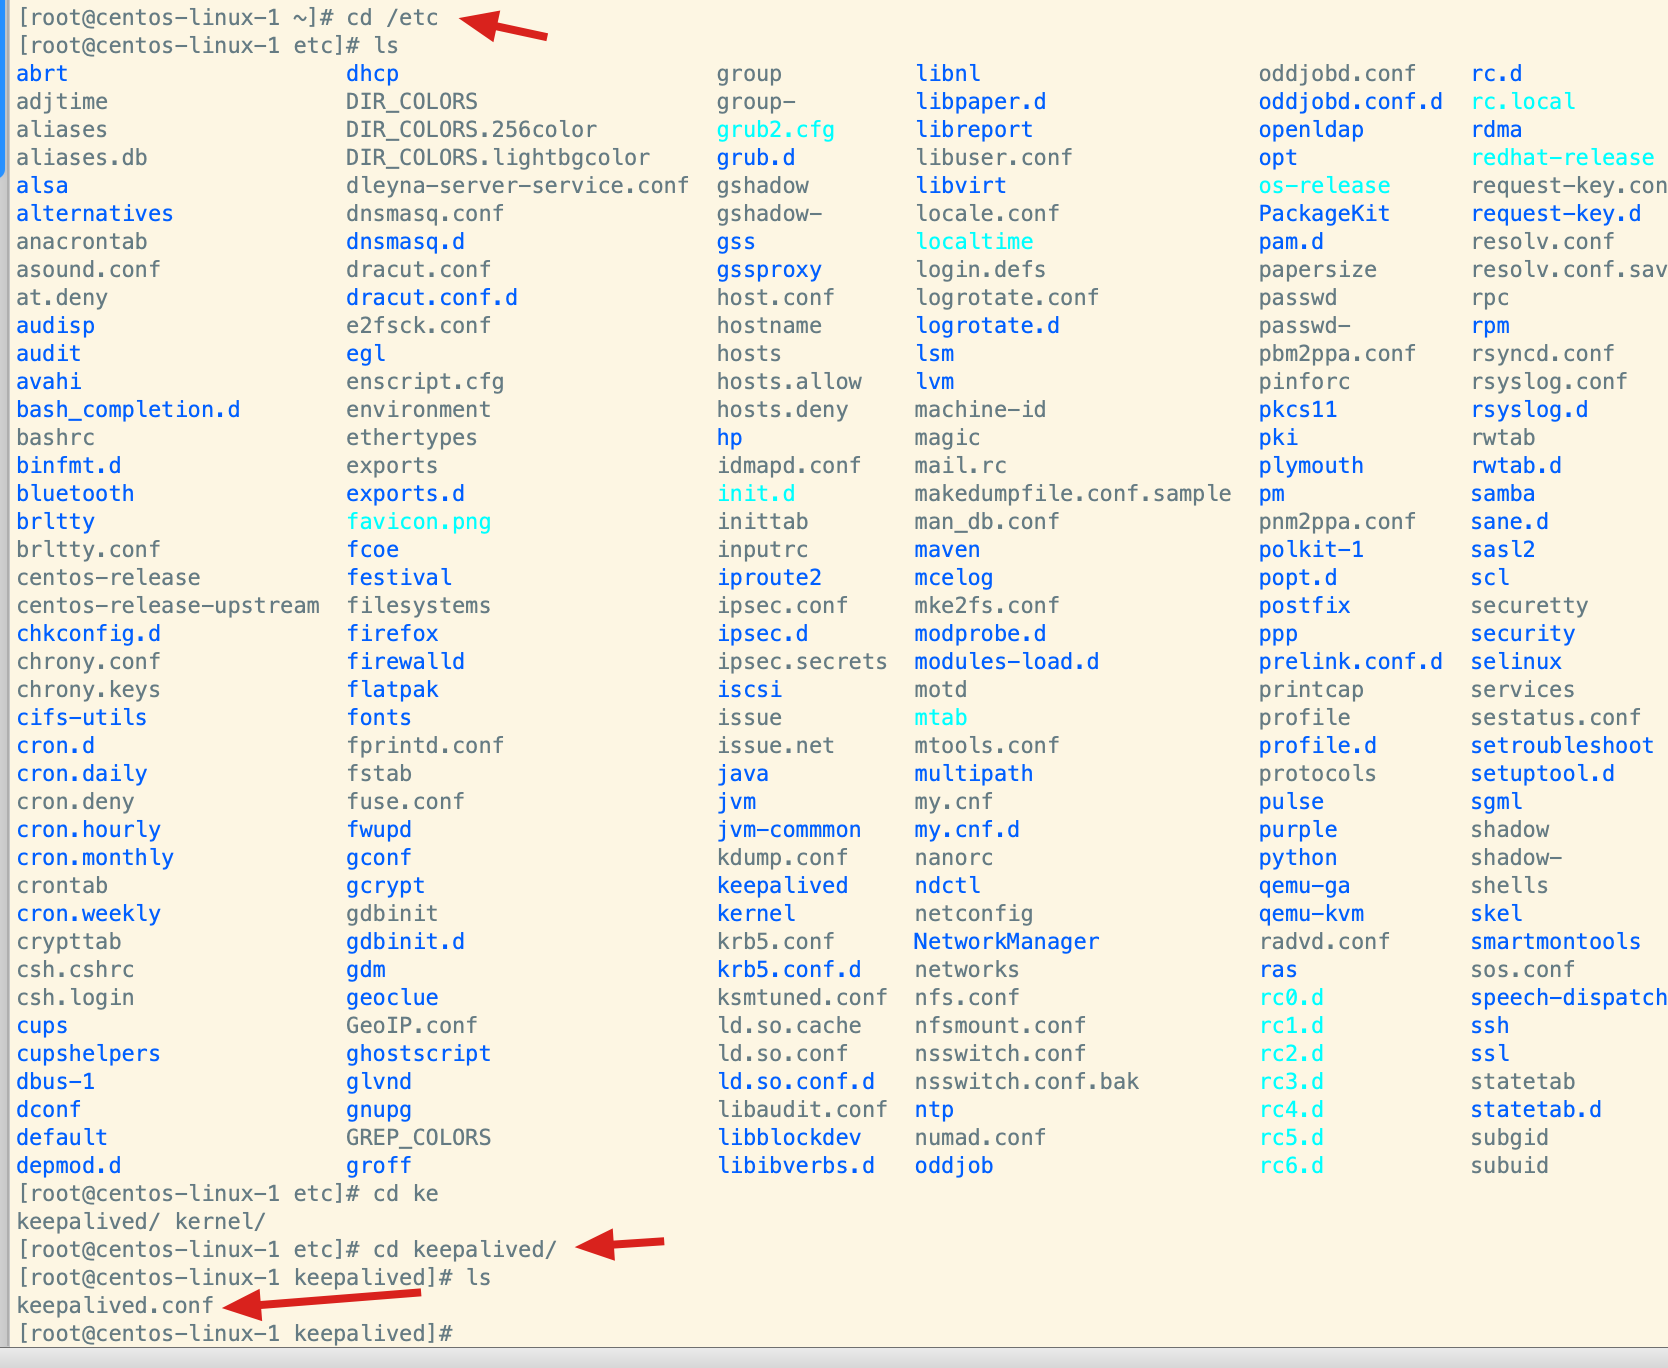 [root@centos-linux-1 ~]# cd /etc
[root@centos-linux-1 etc]# ls
abrt dhcp group libnl oddjobd.conf rc.d
adjtime DIR_COLORS group- libpaper.d oddjobd.conf.d rc.local
aliases DIR_COLORS.256color grub2.cfg libreport openldap rdma
aliases.db DIR_COLORS.lightbgcolor grub.d libuser.conf opt redhat-release
alsa dleyna-server-service.conf gshadow libvirt os-release request-key.con
alternatives dnsmasq.conf gshadow- locale.conf PackageKit request-key.d
anacrontab dnsmasq.d gss localtime pam.d resolv.conf
asound.conf dracut.conf gssproxy login.defs papersize resolv.conf.sav
at.deny dracut.conf.d host.conf logrotate.conf passwd rpc
audisp e2fsck.conf hostname logrotate.d passwd- rpm
audit egl hosts lsm pbm2ppa.conf rsyncd.conf
avahi enscript.cfg hosts.allow lvm pinforc rsyslog.conf
bash_completion.d environment hosts.deny machine-id pkcs11 rsyslog.d
bashrc ethertypes hp magic pki rwtab
binfmt.d exports idmapd.conf mail.rc plymouth rwtab.d
bluetooth exports.d init.d makedumpfile.conf.sample pm samba
brltty favicon.png inittab man_db.conf pnm2ppa.conf sane.d
brltty.conf fcoe inputrc maven polkit-1 sasl2
centos-release festival iproute2 mcelog popt.d scl
centos-release-upstream filesystems ipsec.conf mke2fs.conf postfix securetty
chkconfig.d firefox ipsec.d modprobe.d ppp security
chrony.conf firewalld ipsec.secrets modules-load.d prelink.conf.d selinux
chrony.keys flatpak iscsi motd printcap services
cifs-utils fonts issue mtab profile sestatus.conf
cron.d fprintd.conf issue.net mtools.conf profile.d setroubleshoot
cron.daily fstab java multipath protocols setuptool.d
cron.deny fuse.conf jvm my.cnf pulse sgml
cron.hourly fwupd jvm-commmon my.cnf.d purple shadow
cron.monthly gconf kdump.conf nanorc python shadow-
crontab gcrypt keepalived ndctl qemu-ga shells
cron.weekly gdbinit kernel netconfig qemu-kvm skel
crypttab gdbinit.d krb5.conf NetworkManager radvd.conf smartmontools
csh.cshrc gdm krb5.conf.d networks ras sos.conf
csh.login geoclue ksmtuned.conf nfs.conf rc0.d speech-dispatch
cups GeoIP.conf ld.so.cache nfsmount.conf rc1.d ssh
cupshelpers ghostscript ld.so.conf nsswitch.conf rc2.d ssl
dbus-1 glvnd ld.so.conf.d nsswitch.conf.bak rc3.d statetab
dconf gnupg libaudit.conf ntp rc4.d statetab.d
default GREP_COLORS libblockdev numad.conf rc5.d subgid
depmod.d groff libibverbs.d oddjob rc6.d subuid
[root@centos-linux-1 etc]# cd ke
keepalived/ kernel/
[root@centos-linux-1 etc]# cd keepalived/
[root@centos-linux-1 keepalived]# ls
keepalived.conf
[root@centos-linux-1 keepalived]#